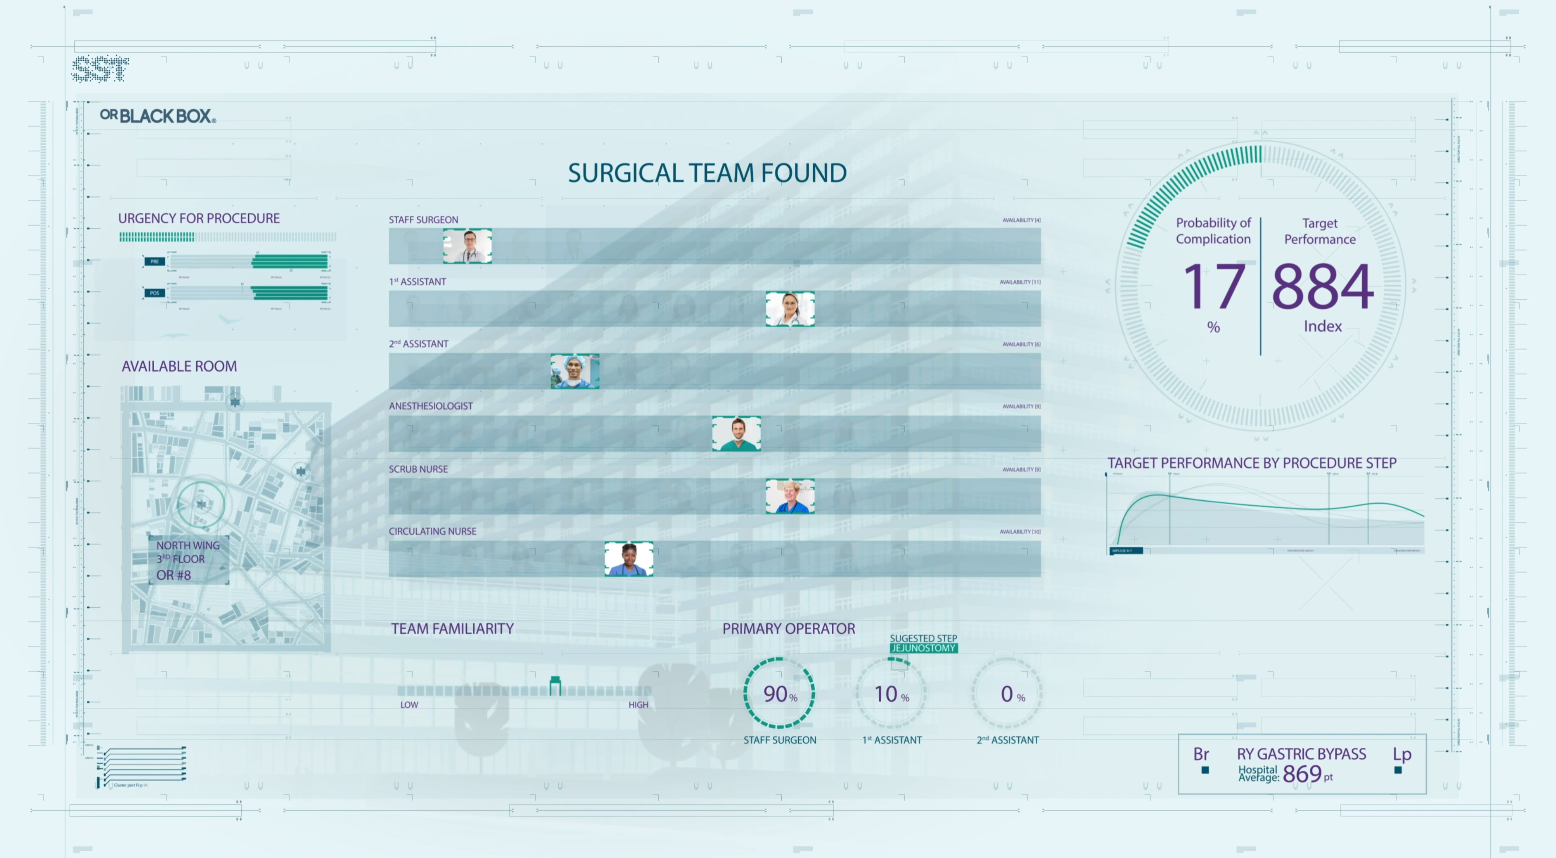 SST
OR BLACK BOX®
SURGICAL TEAM FOUND
URGENCY FOR PROCEDURE
PRE
POS
AVAILABLE ROOM
NORTH WING
3RD FLOOR
OR #8
STAFF SURGEON
AVAILABILITY [4]
1st ASSISTANT
AVAILABILITY [11]
2nd ASSISTANT
AVAILABILITY [6]
ANESTHESIOLOGIST
SCRUB NURSE
CIRCULATING NURSE
AVAILABILITY [10]
TEAM FAMILIARITY
LOW
HIGH
PRIMARY OPERATOR
SUGESTED STEP
JEJUNOSTOMY
90 %
10 %
0 %
STAFF SURGEON
1st ASSISTANT
2nd ASSISTANT
Probability of
Complication
17
%
Target
Performance
884
Index
TARGET PERFORMANCE BY PROCEDURE STEP
Br
RY GASTRIC BYPASS
Lp
Hospital
Average: 869 pt